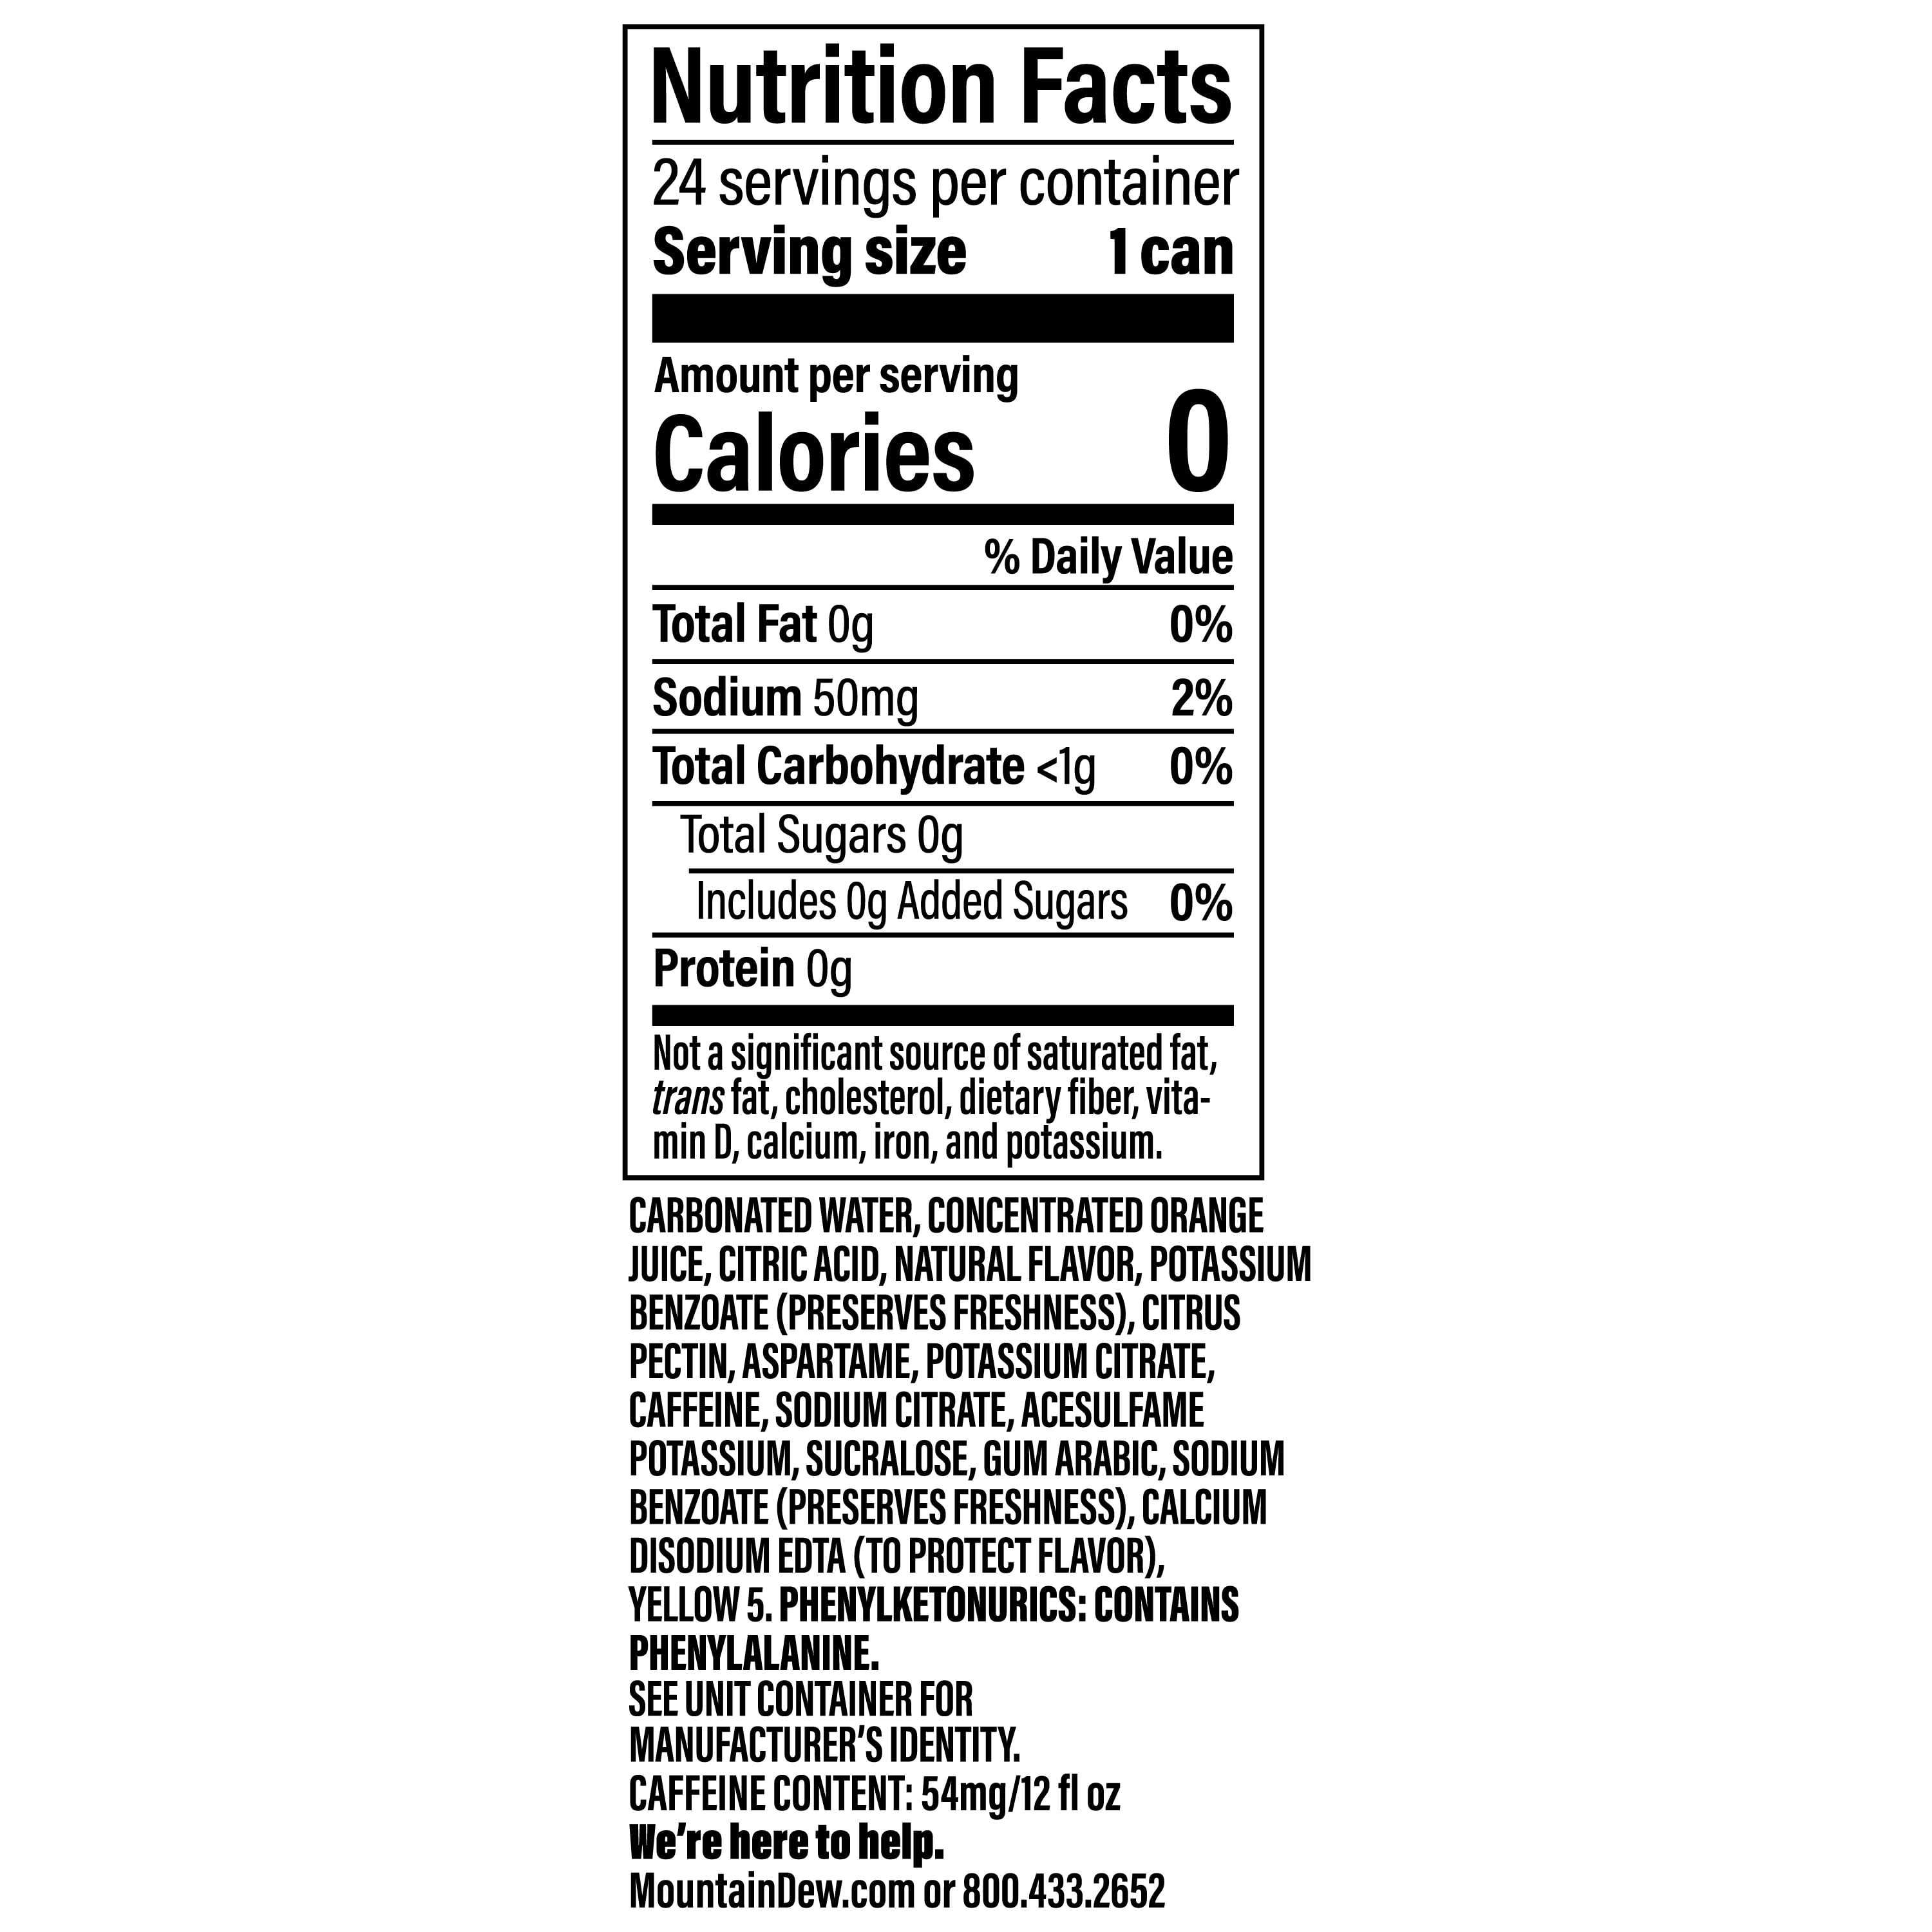 Nutrition Facts
24 servings per container
Serving size 1 can
Amount per serving
Calories 0
% Daily Value
Total Fat 0g 0%
Sodium 50mg 2%
Total Carbohydrate <1g 0%
Total Sugars 0g
Includes 0g Added Sugars 0%
Protein 0g
Not a significant source of saturated fat,
trans fat, cholesterol, dietary fiber, vita-
min D, calcium, iron, and potassium.
CARBONATED WATER, CONCENTRATED ORANGE
JUICE, CITRIC ACID, NATURAL FLAVOR, POTASSIUM
BENZOATE (PRESERVES FRESHNESS), CITRUS
PECTIN, ASPARTAME, POTASSIUM CITRATE,
CAFFEINE, SODIUM CITRATE, ACESULFAME
POTASSIUM, SUCRALOSE, GUM ARABIC, SODIUM
BENZOATE (PRESERVES FRESHNESS), CALCIUM
DISODIUM EDTA (TO PROTECT FLAVOR),
YELLOW 5. PHENYLKETONURICS: CONTAINS
PHENYLALANINE.
SEE UNIT CONTAINER FOR
MANUFACTURER'S IDENTITY.
CAFFEINE CONTENT: 54mg/12 fl oz
We're here to help.
MountainDew.com or 800.433.2652